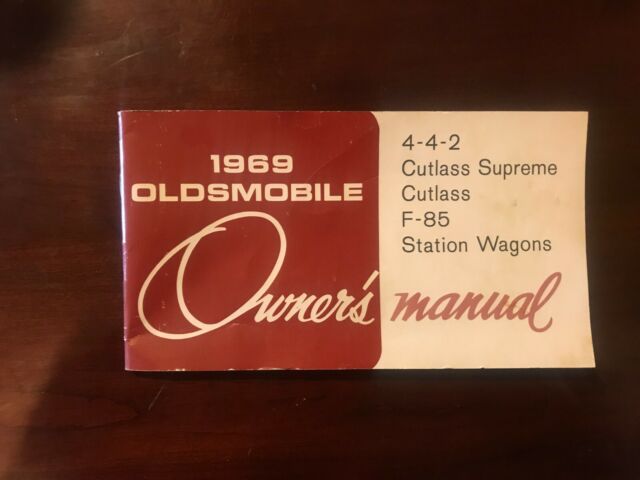 1969
OLDSMOBILE
Owner's manual
4-4-2
Cutlass Supreme
Cutlass
F-85
Station Wagons